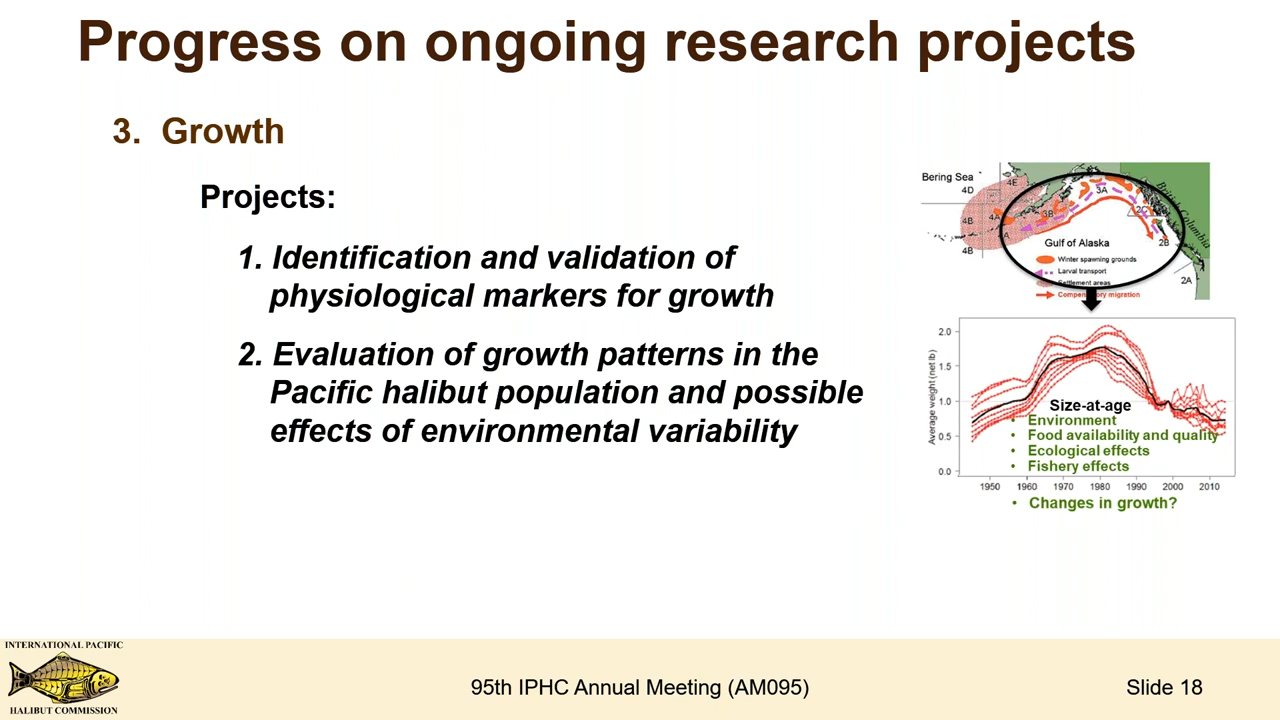 Progress on ongoing research projects
3. Growth
Projects:
1. Identification and validation of
physiological markers for growth
2. Evaluation of growth patterns in the
Pacific halibut population and possible
effects of environmental variability
Bering Sea
4D
4E
4B
4A
4B
3B
3A
2C
2B
2A
British Columbia
Gulf of Alaska
Winter spawning grounds
Larval transport
Settlement areas
migration
Average weight (net lb)
2.0
1.5
1.0
0.5
0.0
Size-at-age
• Environment
• Food availability and quality
• Ecological effects
• Fishery effects
1950 1960 1970 1980 1990 2000 2010
• Changes in growth?
INTERNATIONAL PACIFIC
HALIBUT COMMISSION
95th IPHC Annual Meeting (AM095)
Slide 18